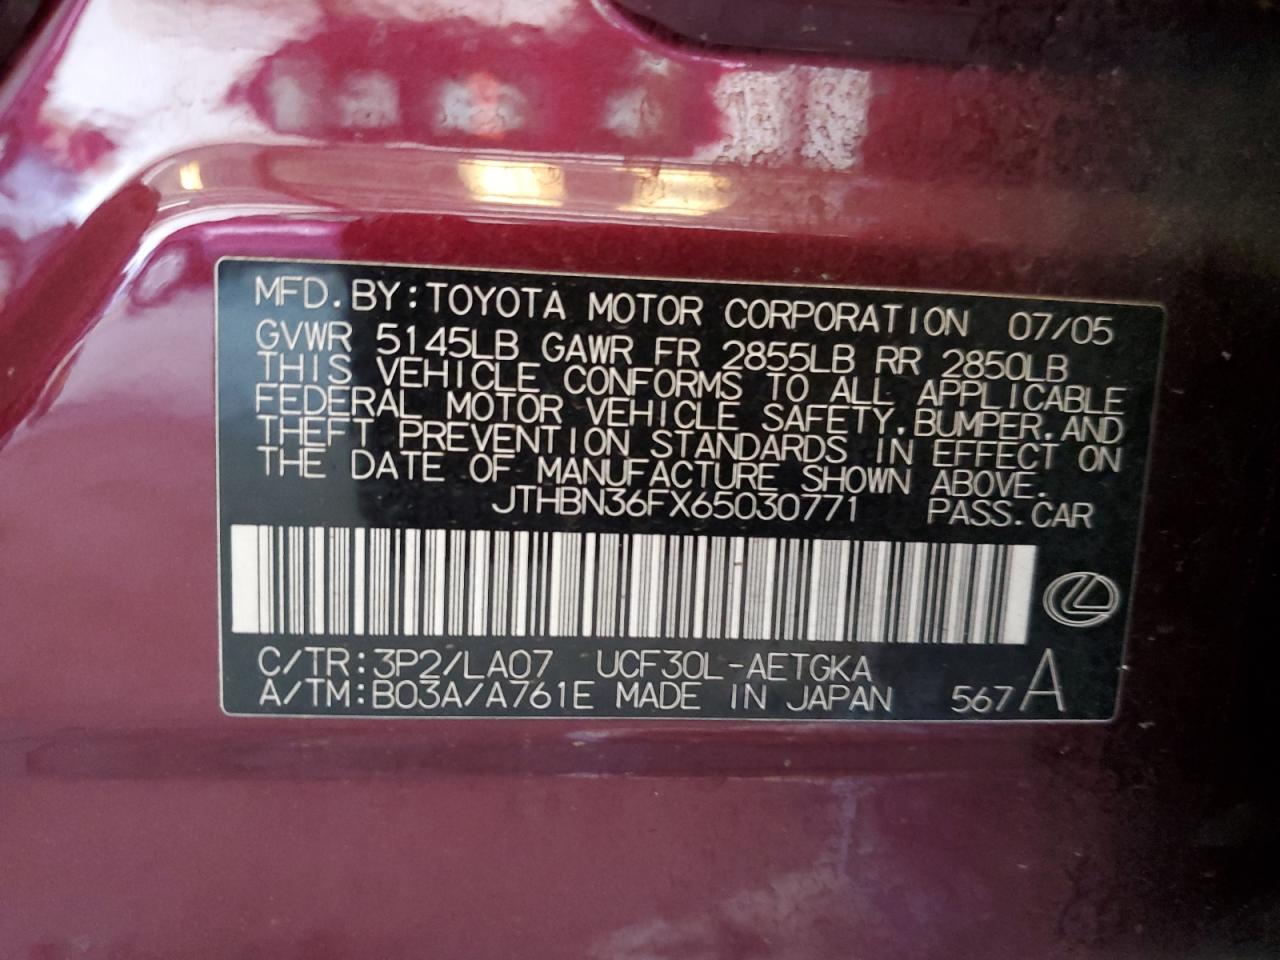 MFD. BY: TOYOTA MOTOR CORPORATION 07/05
GVWR 5145LB GAWR FR 2855LB RR 2850LB
THIS VEHICLE CONFORMS TO ALL APPLICABLE
FEDERAL MOTOR VEHICLE SAFETY, BUMPER, AND
THEFT PREVENTION STANDARDS IN EFFECT ON
THE DATE OF MANUFACTURE SHOWN ABOVE.
JTHBN36FX65030771 PASS. CAR
C/TR: 3P2/LA07 UCF30L-AETGKA
A/TM: B03A/A761E MADE IN JAPAN 567 A